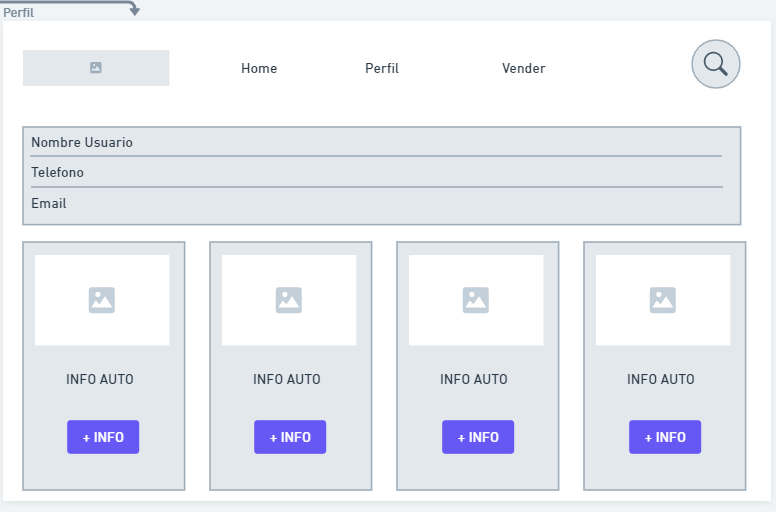 Perfil
Home Perfil Vender
Nombre Usuario
Telefono
Email
INFO AUTO INFO AUTO INFO AUTO INFO AUTO
+ INFO + INFO + INFO + INFO